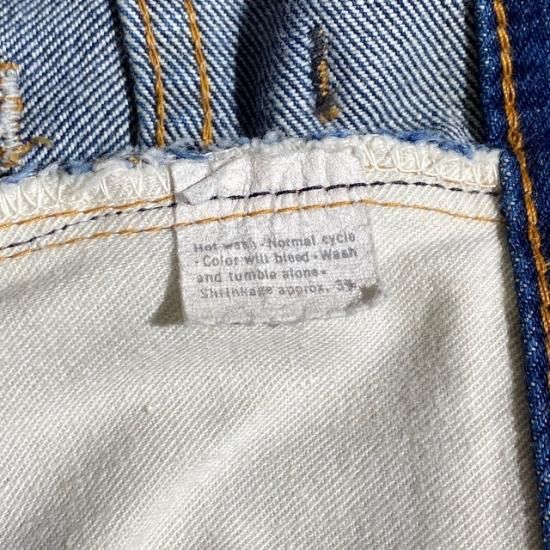 Hot wash • Normal cycle
• Color will bleed • Wash
and tumble alone •
Shrinkage approx. 3%